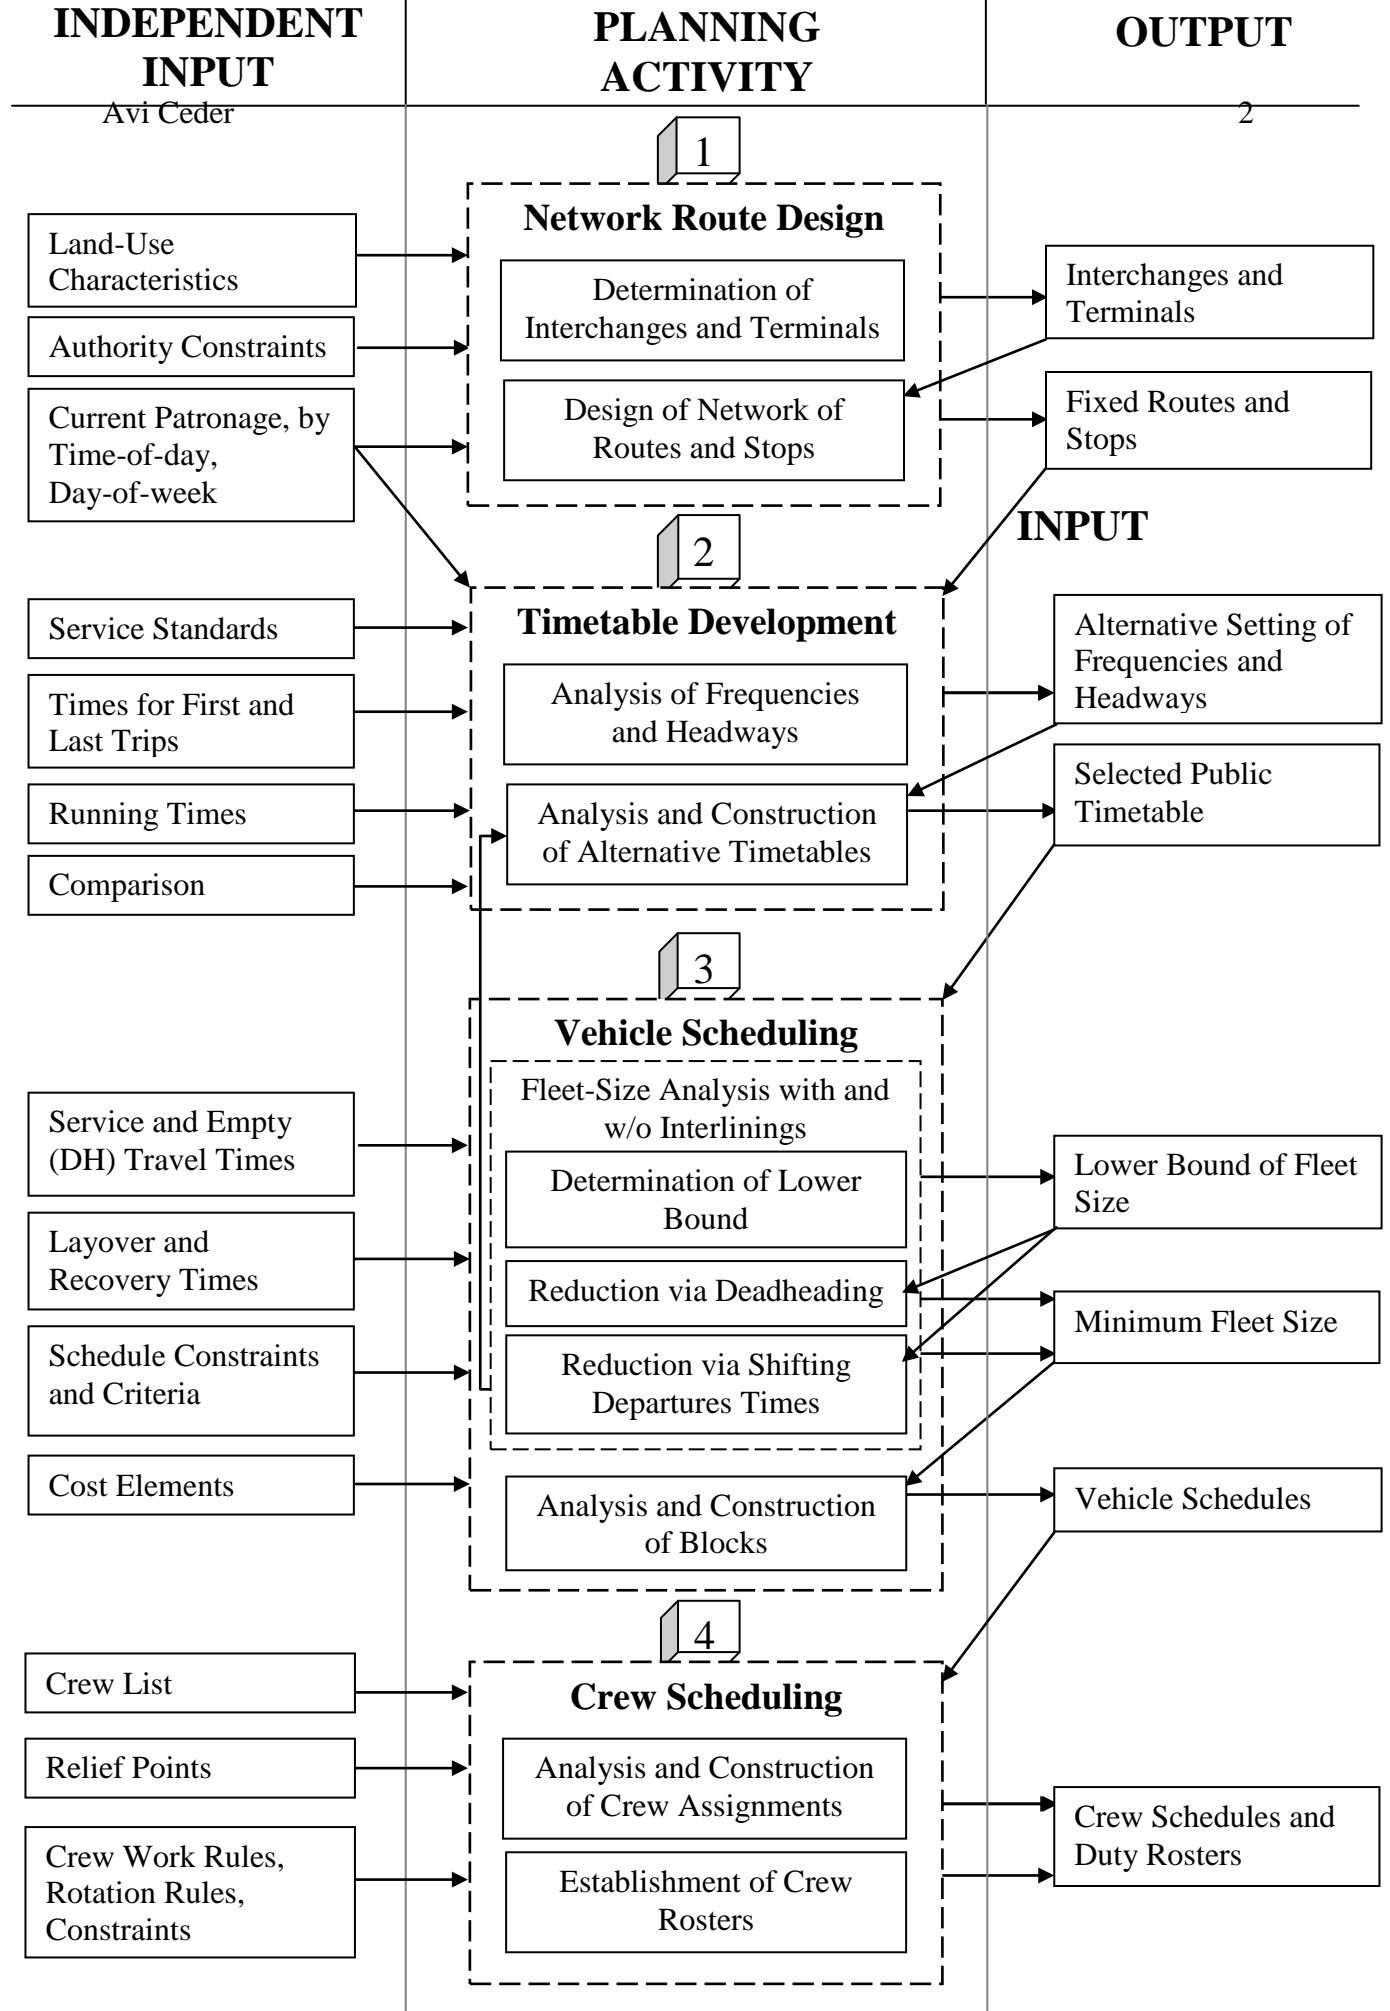 INDEPENDENT
INPUT
PLANNING
ACTIVITY
OUTPUT
Avi Ceder
2
1
Network Route Design
Land-Use
Characteristics
Authority Constraints
Current Patronage, by
Time-of-day,
Day-of-week
Determination of
Interchanges and Terminals
Design of Network of
Routes and Stops
Interchanges and
Terminals
Fixed Routes and
Stops
INPUT
2
Timetable Development
Service Standards
Times for First and
Last Trips
Running Times
Comparison
Analysis of Frequencies
and Headways
Analysis and Construction
of Alternative Timetables
Alternative Setting of
Frequencies and
Headways
Selected Public
Timetable
3
Vehicle Scheduling
Fleet-Size Analysis with and
w/o Interlinings
Service and Empty
(DH) Travel Times
Layover and
Recovery Times
Schedule Constraints
and Criteria
Cost Elements
Determination of Lower
Bound
Reduction via Deadheading
Reduction via Shifting
Departures Times
Analysis and Construction
of Blocks
Lower Bound of Fleet
Size
Minimum Fleet Size
Vehicle Schedules
4
Crew Scheduling
Crew List
Relief Points
Crew Work Rules,
Rotation Rules,
Constraints
Analysis and Construction
of Crew Assignments
Establishment of Crew
Rosters
Crew Schedules and
Duty Rosters